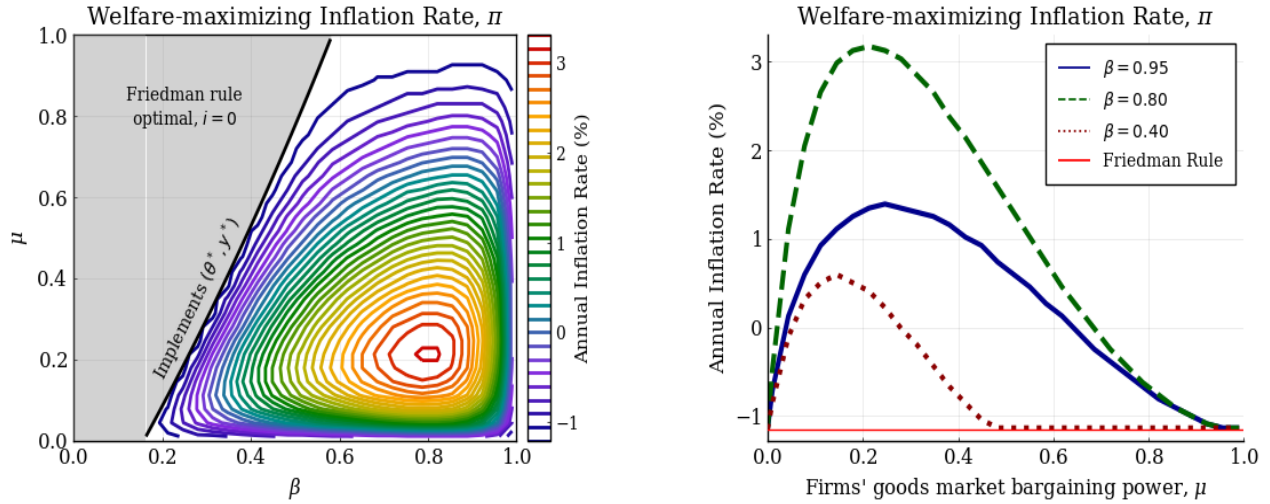 Welfare-maximizing Inflation Rate, π
1.0
0.8
0.6
0.4
0.2
0.0
μ
Friedman rule
optimal, i = 0
Implements (θ*, y*)
0.0
0.2
0.4
0.6
0.8
1.0
β
3
2
1
0
−1
Annual Inflation Rate (%)
Welfare-maximizing Inflation Rate, π
Annual Inflation Rate (%)
3
2
1
0
−1
β = 0.95
β = 0.80
β = 0.40
Friedman Rule
0.0
0.2
0.4
0.6
0.8
1.0
Firms' goods market bargaining power, μ